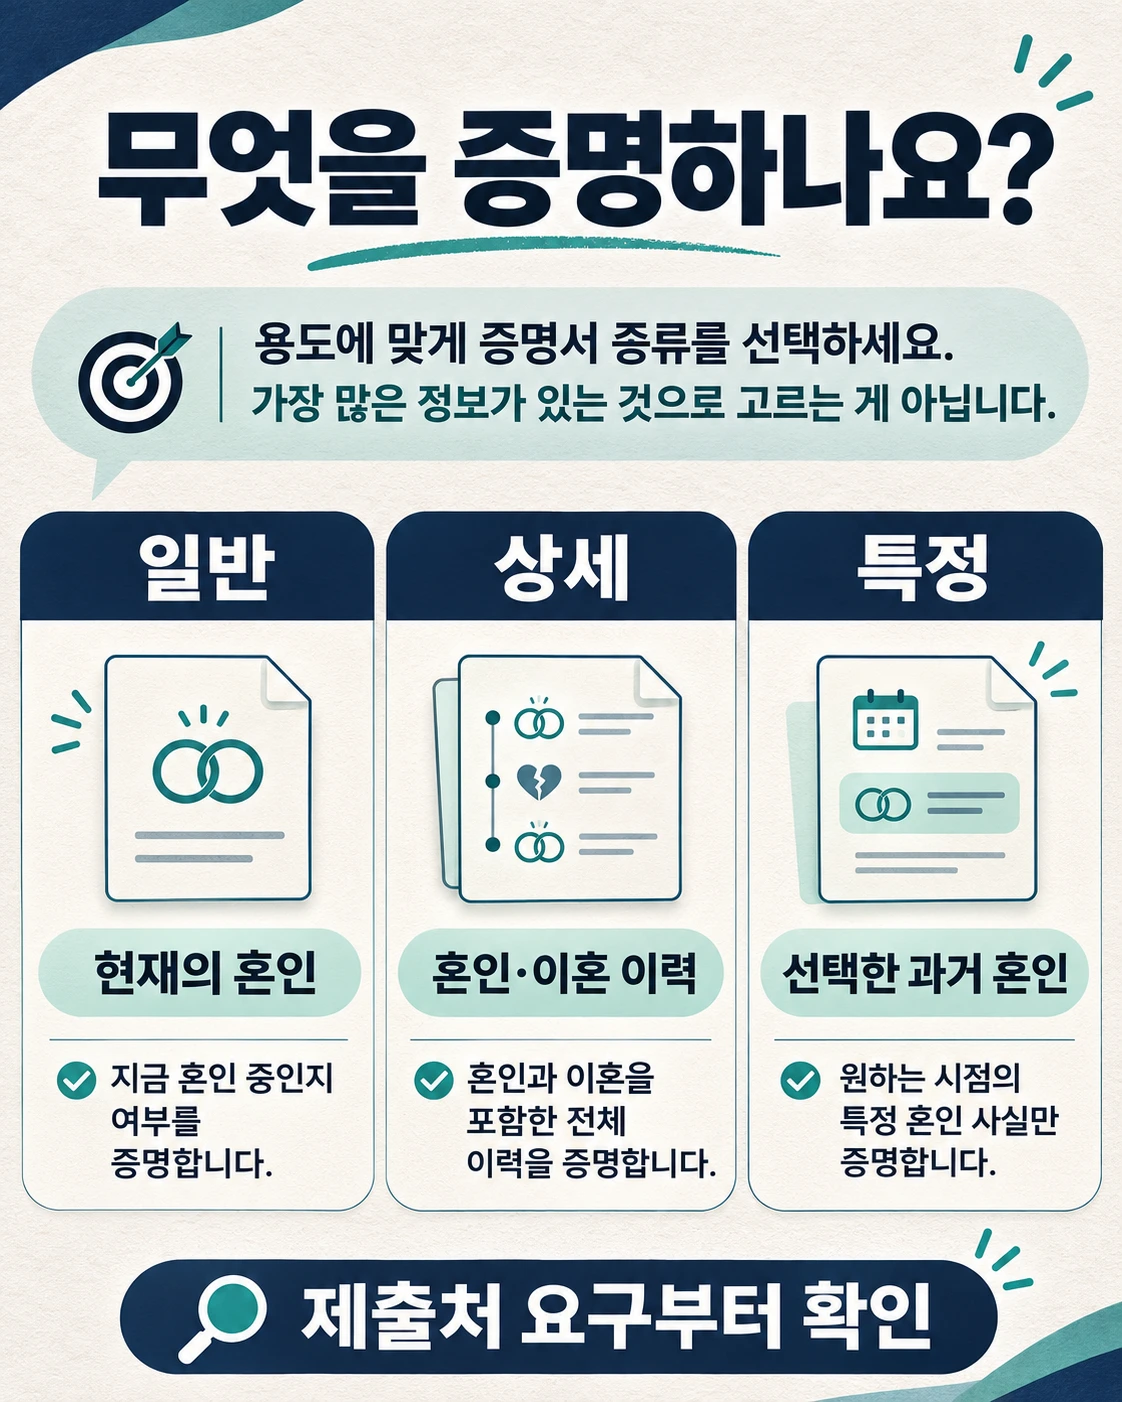 무엇을 증명하나요?
용도에 맞게 증명서 종류를 선택하세요.
가장 많은 정보가 있는 것으로 고르는 게 아닙니다.
일반
현재의 혼인
지금 혼인 중인지
여부를
증명합니다.
상세
혼인·이혼 이력
혼인과 이혼을
포함한 전체
이력을 증명합니다.
특정
선택한 과거 혼인
원하는 시점의
특정 혼인 사실만
증명합니다.
제출처 요구부터 확인